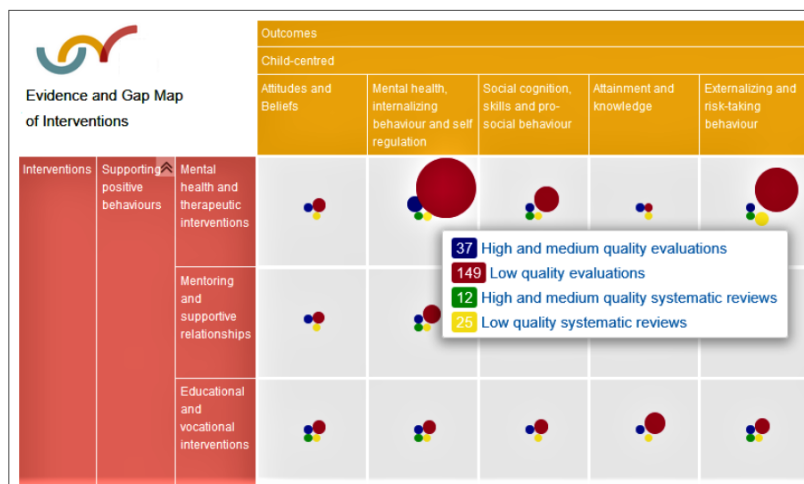 Evidence and Gap Map
of Interventions
Outcomes
Child-centred
Attitudes and
Beliefs
Mental health,
internalizing
behaviour and self
regulation
Social cognition,
skills and pro-
social behaviour
Attainment and
knowledge
Externalizing and
risk-taking
behaviour
Interventions
Supporting
positive
behaviours
Mental
health and
therapeutic
interventions
37 High and medium quality evaluations
149 Low quality evaluations
12 High and medium quality systematic reviews
25 Low quality systematic reviews
Mentoring
and
supportive
relationships
Educational
and
vocational
interventions